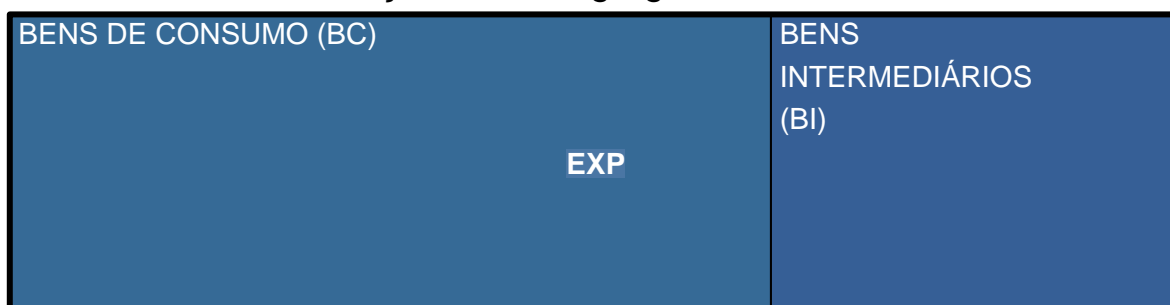 BENS DE CONSUMO (BC)
EXP
BENS
INTERMEDIÁRIOS
(BI)